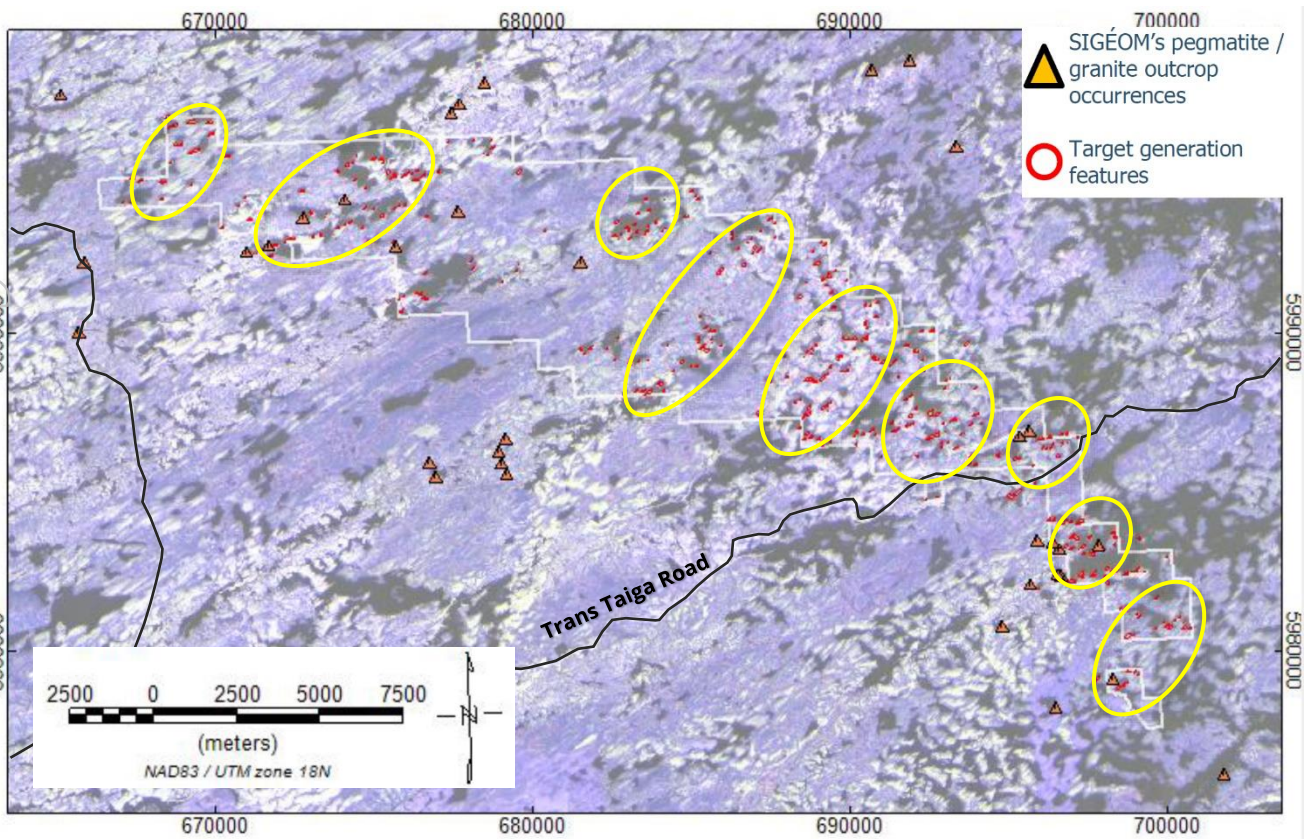 670000 680000 690000 700000
SIGÉOM's pegmatite /
granite outcrop
occurrences
Target generation
features
5990000
Trans Taiga Road
5980000
2500 0 2500 5000 7500
(meters)
NAD83 / UTM zone 18N
N
670000 680000 690000 700000